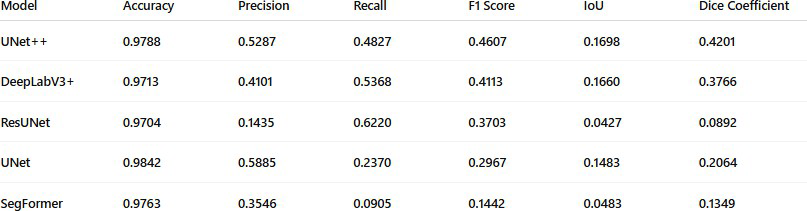 Model Accuracy Precision Recall F1 Score IoU Dice Coefficient
UNet++ 0.9788 0.5287 0.4827 0.4607 0.1698 0.4201
DeepLabV3+ 0.9713 0.4101 0.5368 0.4113 0.1660 0.3766
ResUNet 0.9704 0.1435 0.6220 0.3703 0.0427 0.0892
UNet 0.9842 0.5885 0.2370 0.2967 0.1483 0.2064
SegFormer 0.9763 0.3546 0.0905 0.1442 0.0483 0.1349